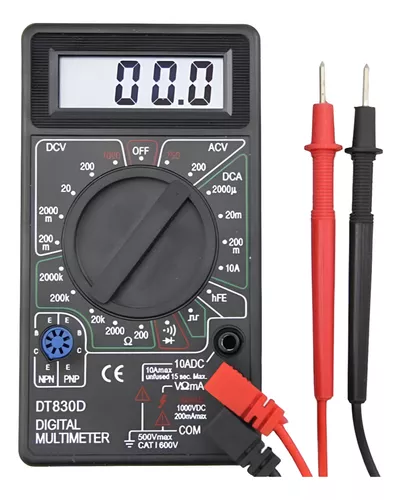 00.0
DCV
OFF
ACV
1000
750
200
200
DCA
20
2000µ
2000
m
20m
200
m
200
m
2000k
10A
200k
hFE
20k
2000
Ω
200
10ADC
10Amax
unfused 15 sec. Max.
VΩmA
E
E
B
B
C
C
E
E
NPN
PNP
CE
1000VDC
200mAmax
COM
500Vmax
CAT I 600V
DT830D
DIGITAL
MULTIMETER